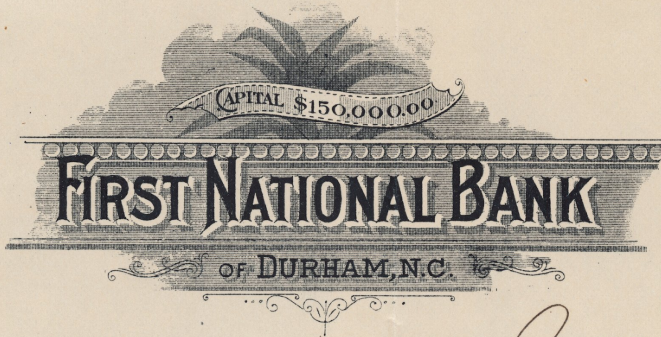 CAPITAL $150,000.00
FIRST NATIONAL BANK
OF DURHAM, N.C.